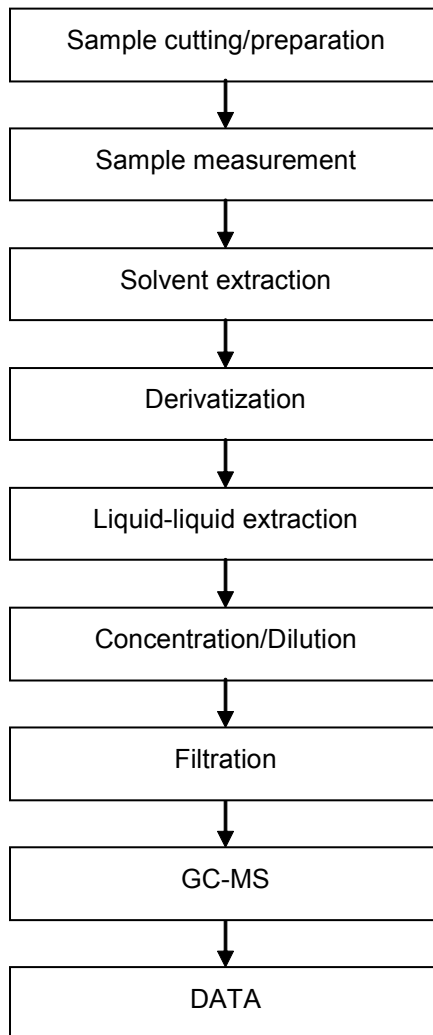 Sample cutting/preparation
Sample measurement
Solvent extraction
Derivatization
Liquid-liquid extraction
Concentration/Dilution
Filtration
GC-MS
DATA